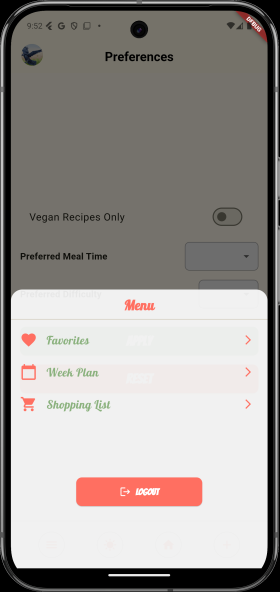 9:52
DEBUG
Preferences
Vegan Recipes Only
Preferred Meal Time
Preferred Difficulty
Menu
Favorites
Week Plan
RESET
Shopping List
LOGOUT